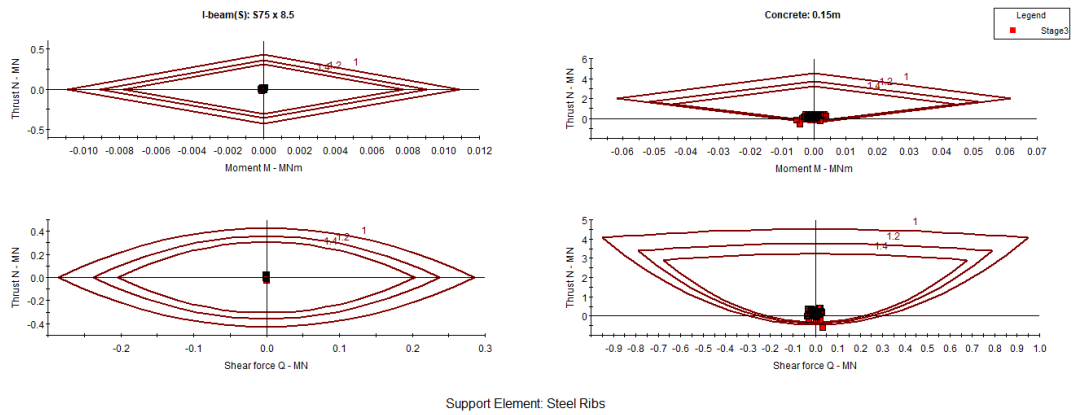 I-beam(S): S75 x 8.5
Concrete: 0.15m
Legend
Stage3
Thrust N - MN
0.5
0.0
-0.5
1.4
1.2
1
-0.010 -0.008 -0.006 -0.004 -0.002 0.000 0.002 0.004 0.006 0.008 0.010 0.012
Moment M - MNm
Thrust N - MN
6
4
2
0
1.4
1.2
1
-0.06 -0.05 -0.04 -0.03 -0.02 -0.01 0.00 0.01 0.02 0.03 0.04 0.05 0.06 0.07
Moment M - MNm
Thrust N - MN
0.4
0.2
0.0
-0.2
-0.4
1.4
1.2
1
-0.2 -0.1 0.0 0.1 0.2 0.3
Shear force Q - MN
Thrust N - MN
5
4
3
2
1
0
1
1.2
1.4
-0.9 -0.8 -0.7 -0.6 -0.5 -0.4 -0.3 -0.2 -0.1 0.0 0.1 0.2 0.3 0.4 0.5 0.6 0.7 0.8 0.9 1.0
Shear force Q - MN
Support Element: Steel Ribs